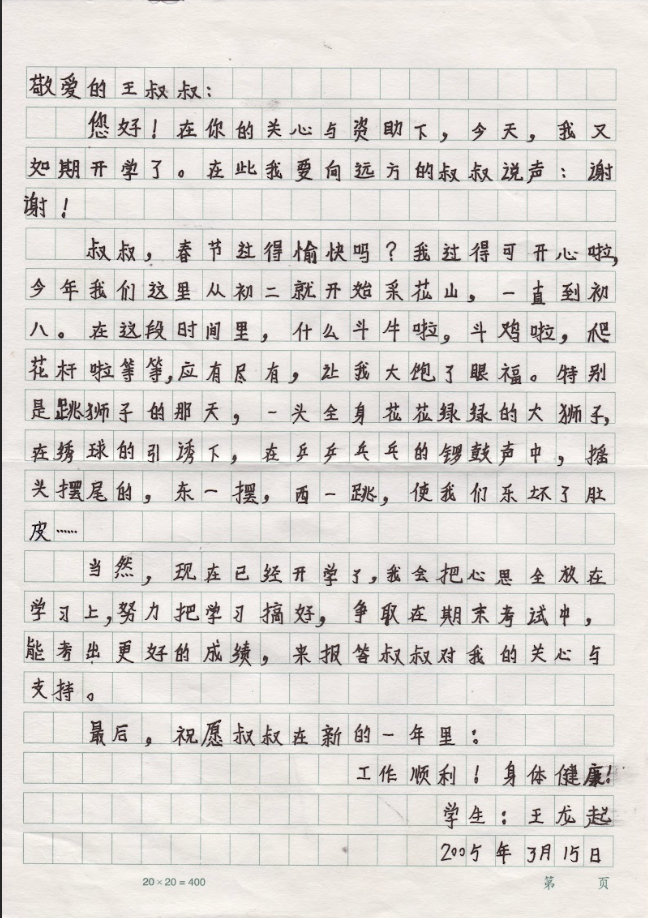 敬爱的王叔叔:
您好!在你的关心与资助下,今天,我又
如期开学了。在此我要向远方的叔叔说声:谢
谢!
叔叔,春节过得愉快吗?我过得可开心啦,
今年我们这里从初二就开始采花山,一直到初
八。在这段时间里,什么斗牛啦,斗鸡啦,爬
花杆啦等等,应有尽有,让我大饱了眼福。特别
是跳狮子的那天,一头全身花花绿绿的大狮子,
在绣球的引诱下,在乒乒乓乓的锣鼓声中,摇
头摆尾的,东一摆,西一跳,使我们乐坏了肚
皮……
当然,现在已经开学了,我会把心思全放在
学习上,努力把学习搞好,争取在期末考试中,
能考出更好的成绩,来报答叔叔对我的关心与
支持。
最后,祝愿叔叔在新的一年里:
工作顺利!身体健康!
学生:王龙起
2005年3月15日
20×20=400
第 页